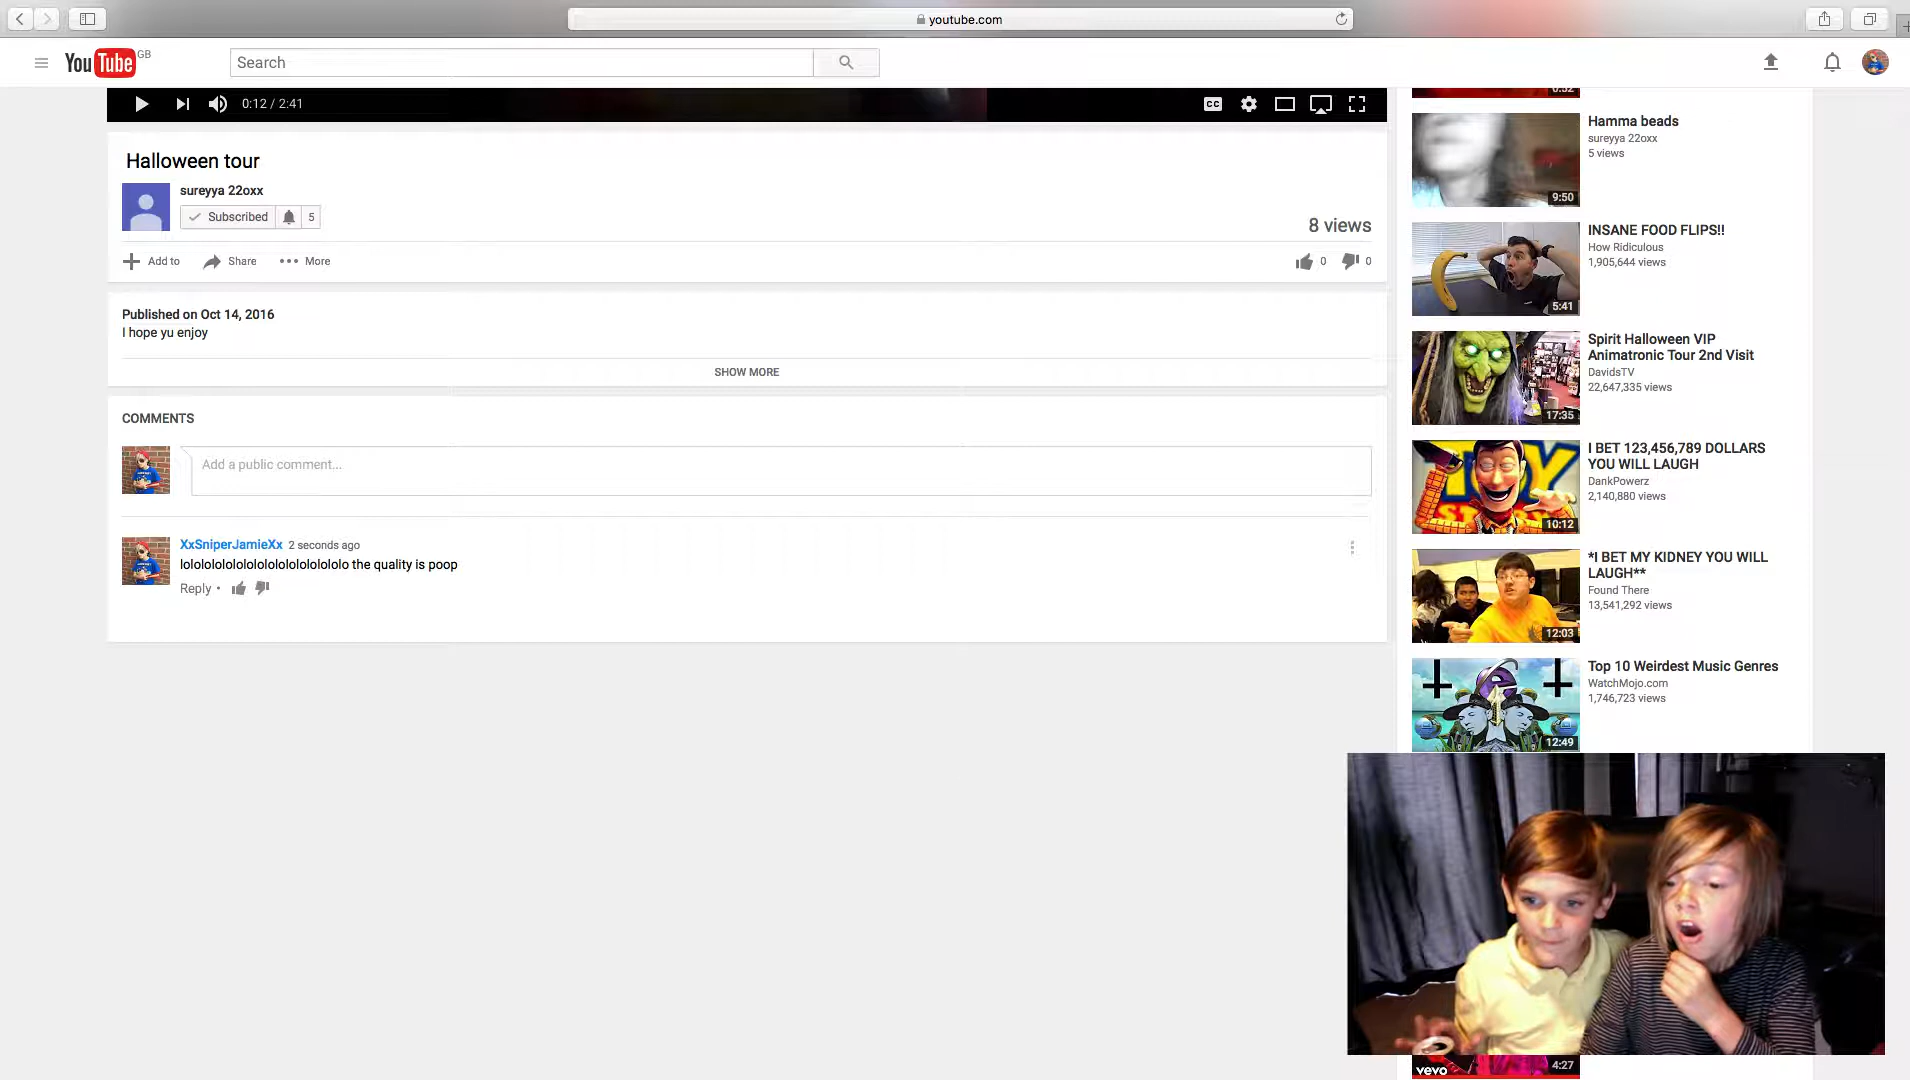 youtube.com
YouTube GB
Search
0:12 / 2:41
CC
Halloween tour
sureyya 22oxx
Subscribed 5
8 views
Add to
Share
More
0
0
Published on Oct 14, 2016
I hope yu enjoy
SHOW MORE
COMMENTS
Add a public comment...
XxSniperJamieXx 2 seconds ago
lolololololololololololololololo the quality is poop
Reply
Hamma beads
sureyya 22oxx
5 views
9:50
INSANE FOOD FLIPS!!
How Ridiculous
1,905,644 views
5:41
Spirit Halloween VIP
Animatronic Tour 2nd Visit
DavidsTV
22,647,335 views
17:35
I BET 123,456,789 DOLLARS
YOU WILL LAUGH
DankPowerz
2,140,880 views
10:12
*I BET MY KIDNEY YOU WILL
LAUGH**
Found There
13,541,292 views
12:03
Top 10 Weirdest Music Genres
WatchMojo.com
1,746,723 views
12:49
vevo
4:27